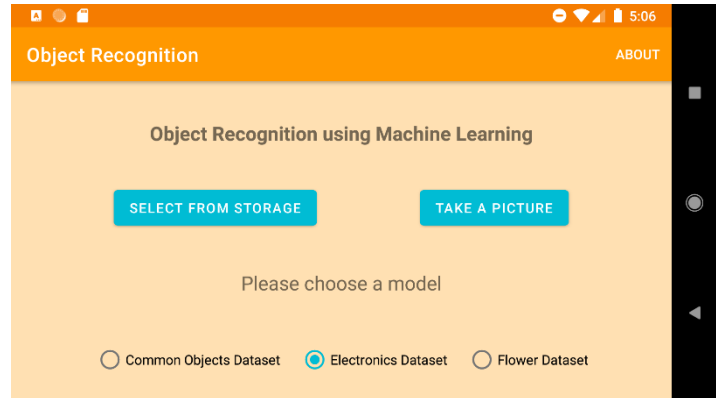 5:06
Object Recognition
ABOUT
Object Recognition using Machine Learning
SELECT FROM STORAGE
TAKE A PICTURE
Please choose a model
Common Objects Dataset
Electronics Dataset
Flower Dataset